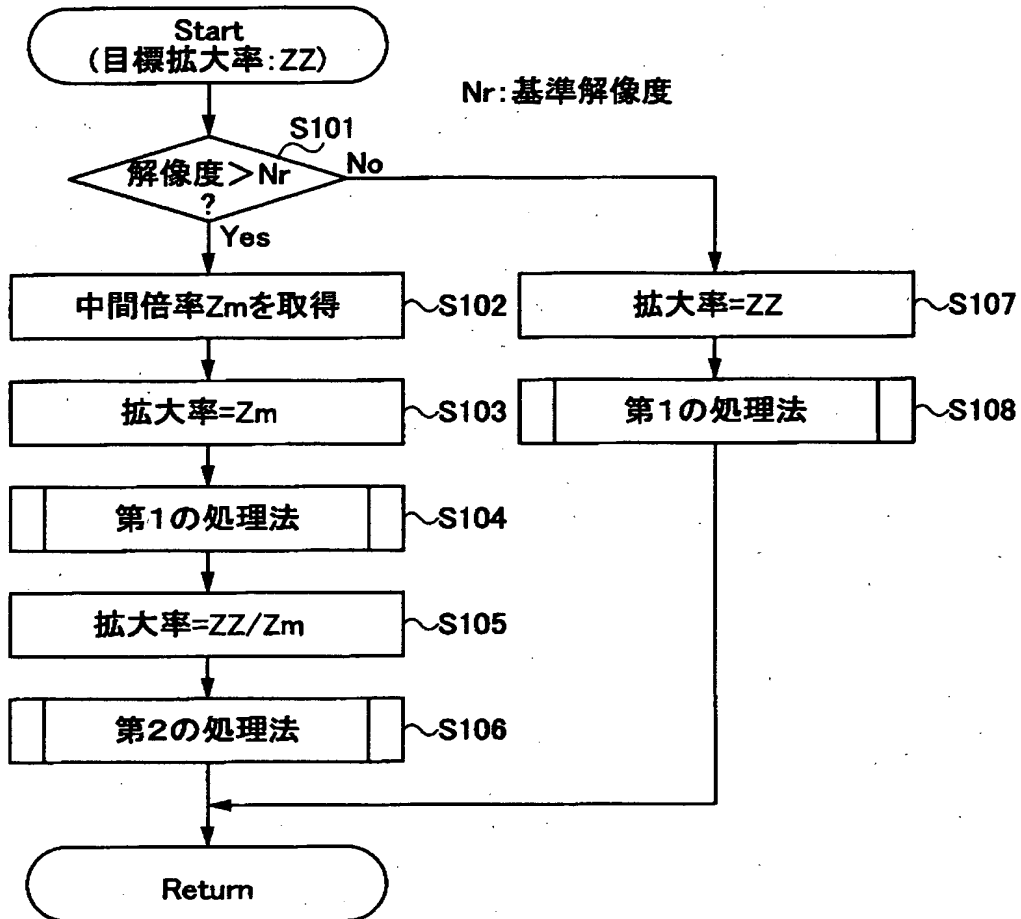 Start
(目標拡大率:ZZ)
Nr:基準解像度
S101
解像度>Nr
?
No
Yes
中間倍率Zmを取得
S102
拡大率=Zm
S103
第1の処理法
S104
拡大率=ZZ/Zm
S105
第2の処理法
S106
拡大率=ZZ
S107
第1の処理法
S108
Return